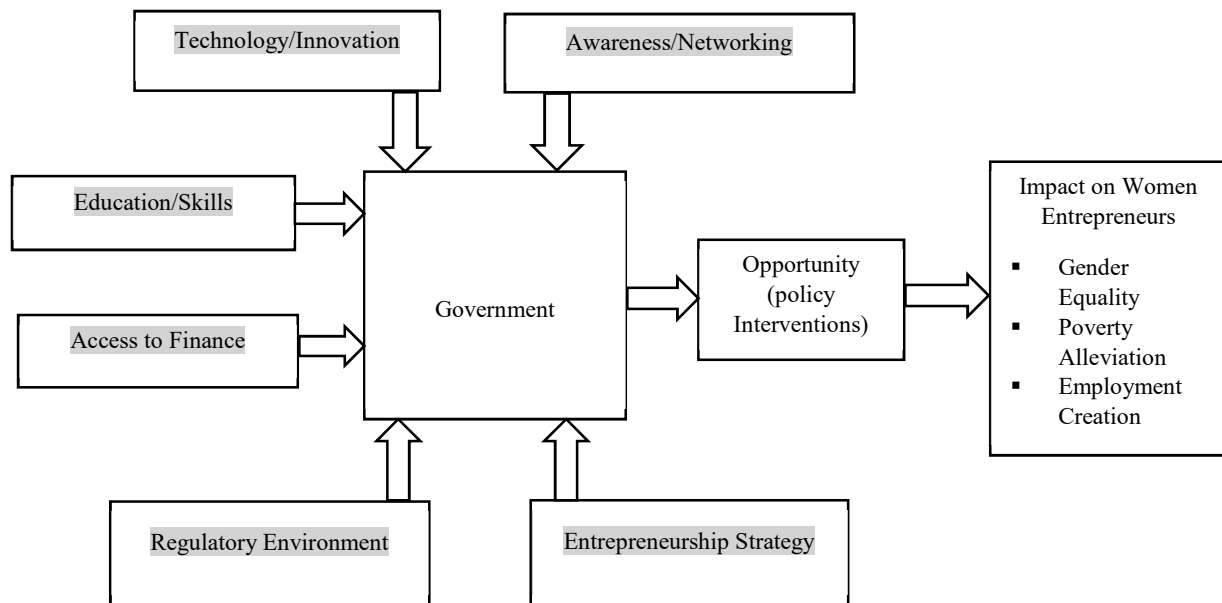 Technology/Innovation
Awareness/Networking
Education/Skills
Access to Finance
Government
Opportunity
(policy
Interventions)
Impact on Women
Entrepreneurs
▪ Gender
Equality
▪ Poverty
Alleviation
▪ Employment
Creation
Regulatory Environment
Entrepreneurship Strategy